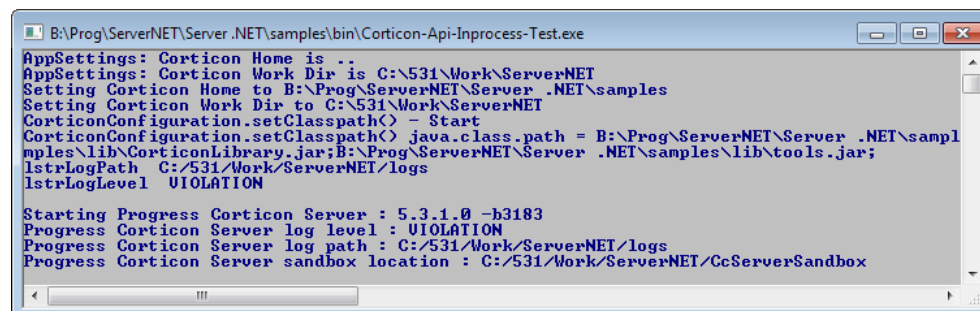 B:\Prog\ServerNET\Server .NET\samples\bin\Corticon-Api-Inprocess-Test.exe
AppSettings: Corticon Home is ..
AppSettings: Corticon Work Dir is C:\531\Work\ServerNET
Setting Corticon Home to B:\Prog\ServerNET\Server .NET\samples
Setting Corticon Work Dir to C:\531\Work\ServerNET
CorticonConfiguration.setClasspath() - Start
CorticonConfiguration.setClasspath() java.class.path = B:\Prog\ServerNET\Server .NET\sampl
mples\lib\CorticonLibrary.jar;B:\Prog\ServerNET\Server .NET\samples\lib\tools.jar;
lstrLogPath  C:/531/Work/ServerNET/logs
lstrLogLevel  VIOLATION
Starting Progress Corticon Server : 5.3.1.0 -b3183
Progress Corticon Server log level : VIOLATION
Progress Corticon Server log path : C:/531/Work/ServerNET/logs
Progress Corticon Server sandbox location : C:/531/Work/ServerNET/CcServerSandbox